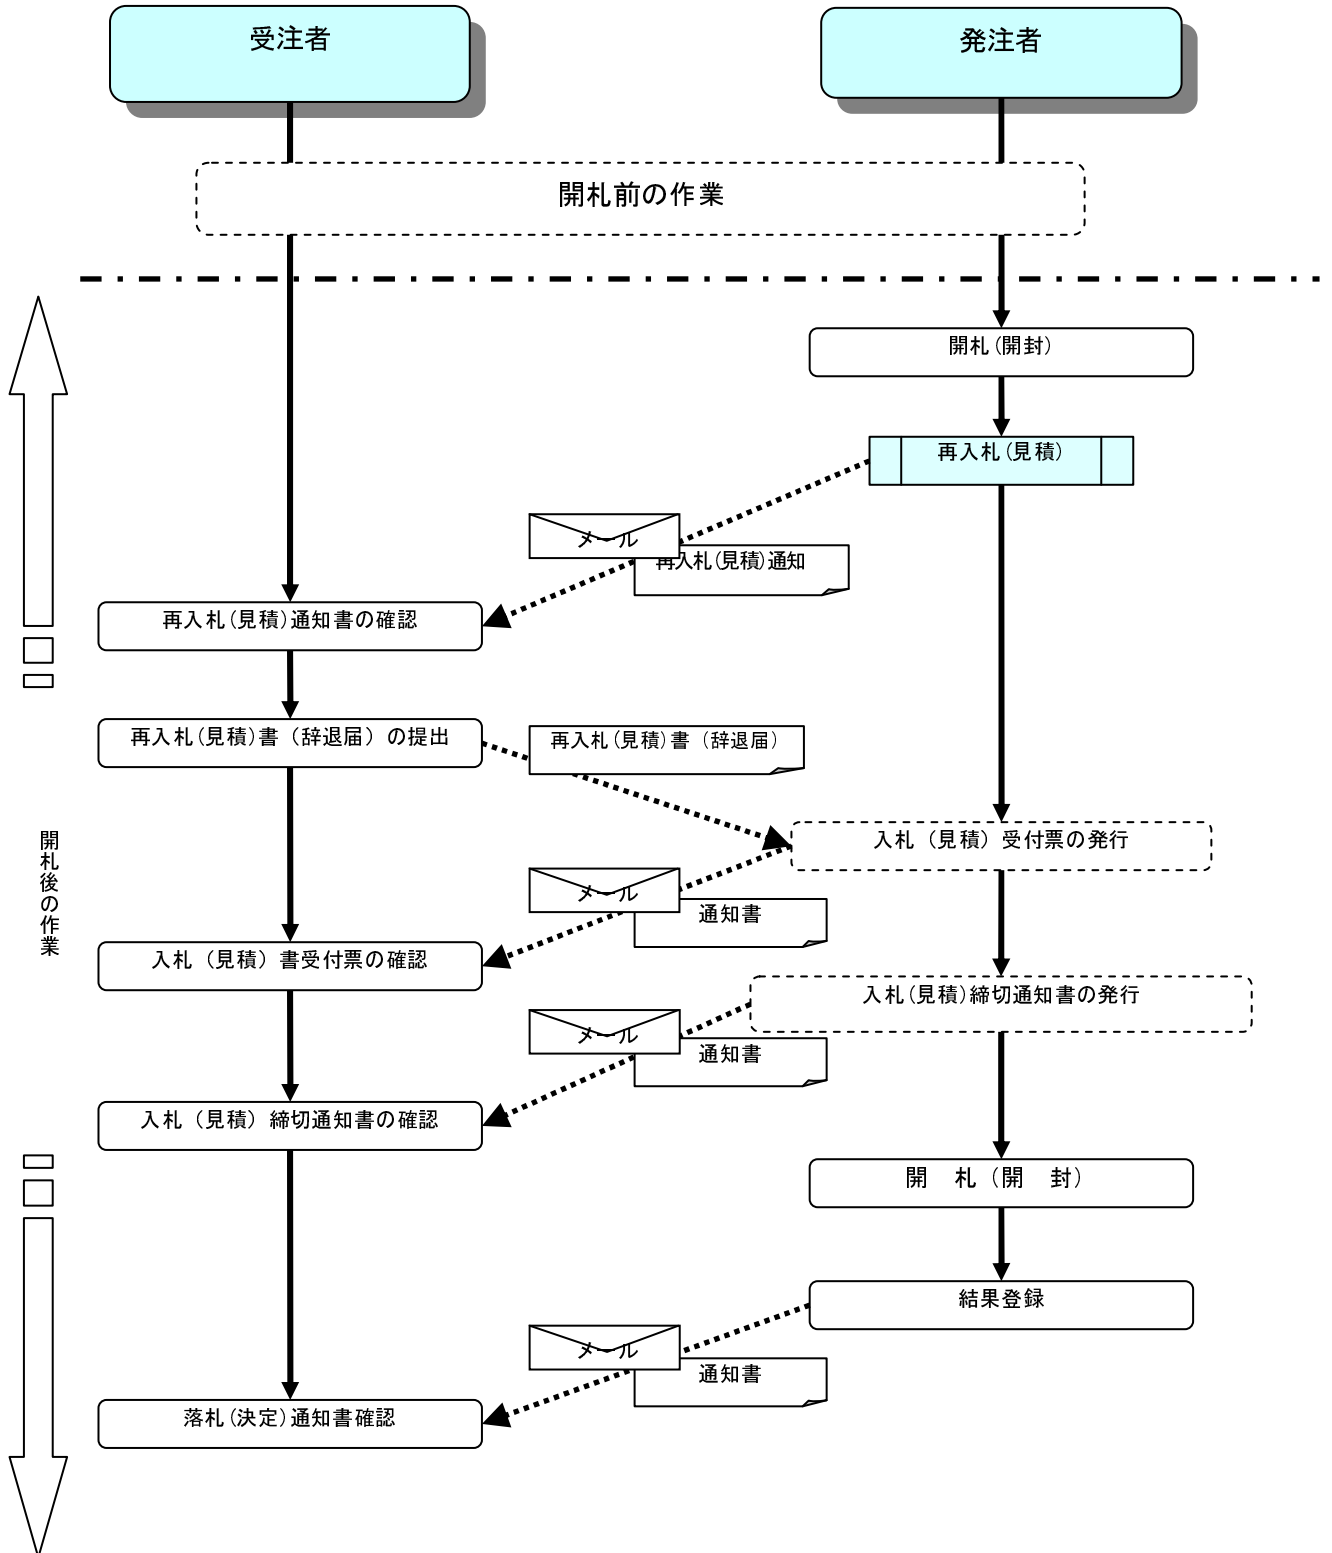 受注者
発注者
開札前の作業
開札(開封)
再入札(見積)
メール
再入札(見積)通知
再入札(見積)通知書の確認
再入札(見積)書（辞退届）の提出
再入札(見積)書（辞退届）
開札後の作業
入札（見積）受付票の発行
メール
通知書
入札（見積）書受付票の確認
入札(見積)締切通知書の発行
メール
通知書
入札（見積）締切通知書の確認
開　札（開　封）
結果登録
メール
通知書
落札(決定)通知書確認